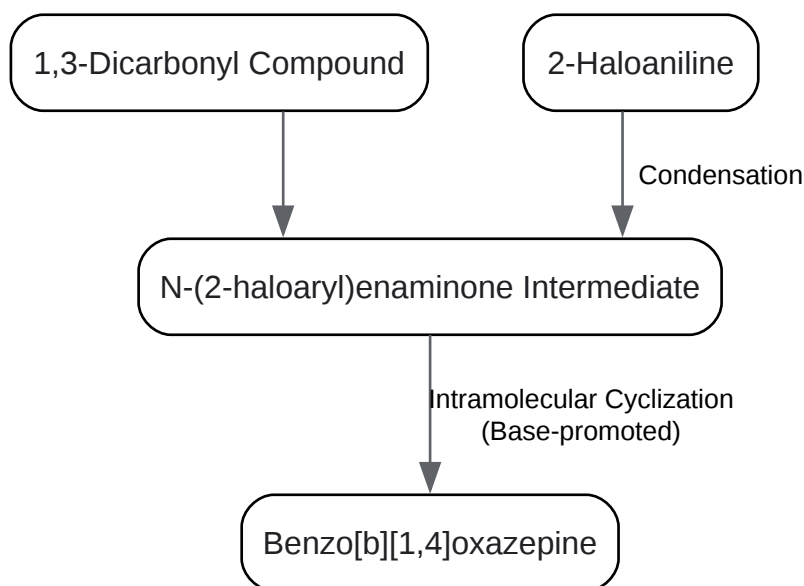 1,3-Dicarbonyl Compound
2-Haloaniline
Condensation
N-(2-haloaryl)enaminone Intermediate
Intramolecular Cyclization
(Base-promoted)
Benzo[b][1,4]oxazepine